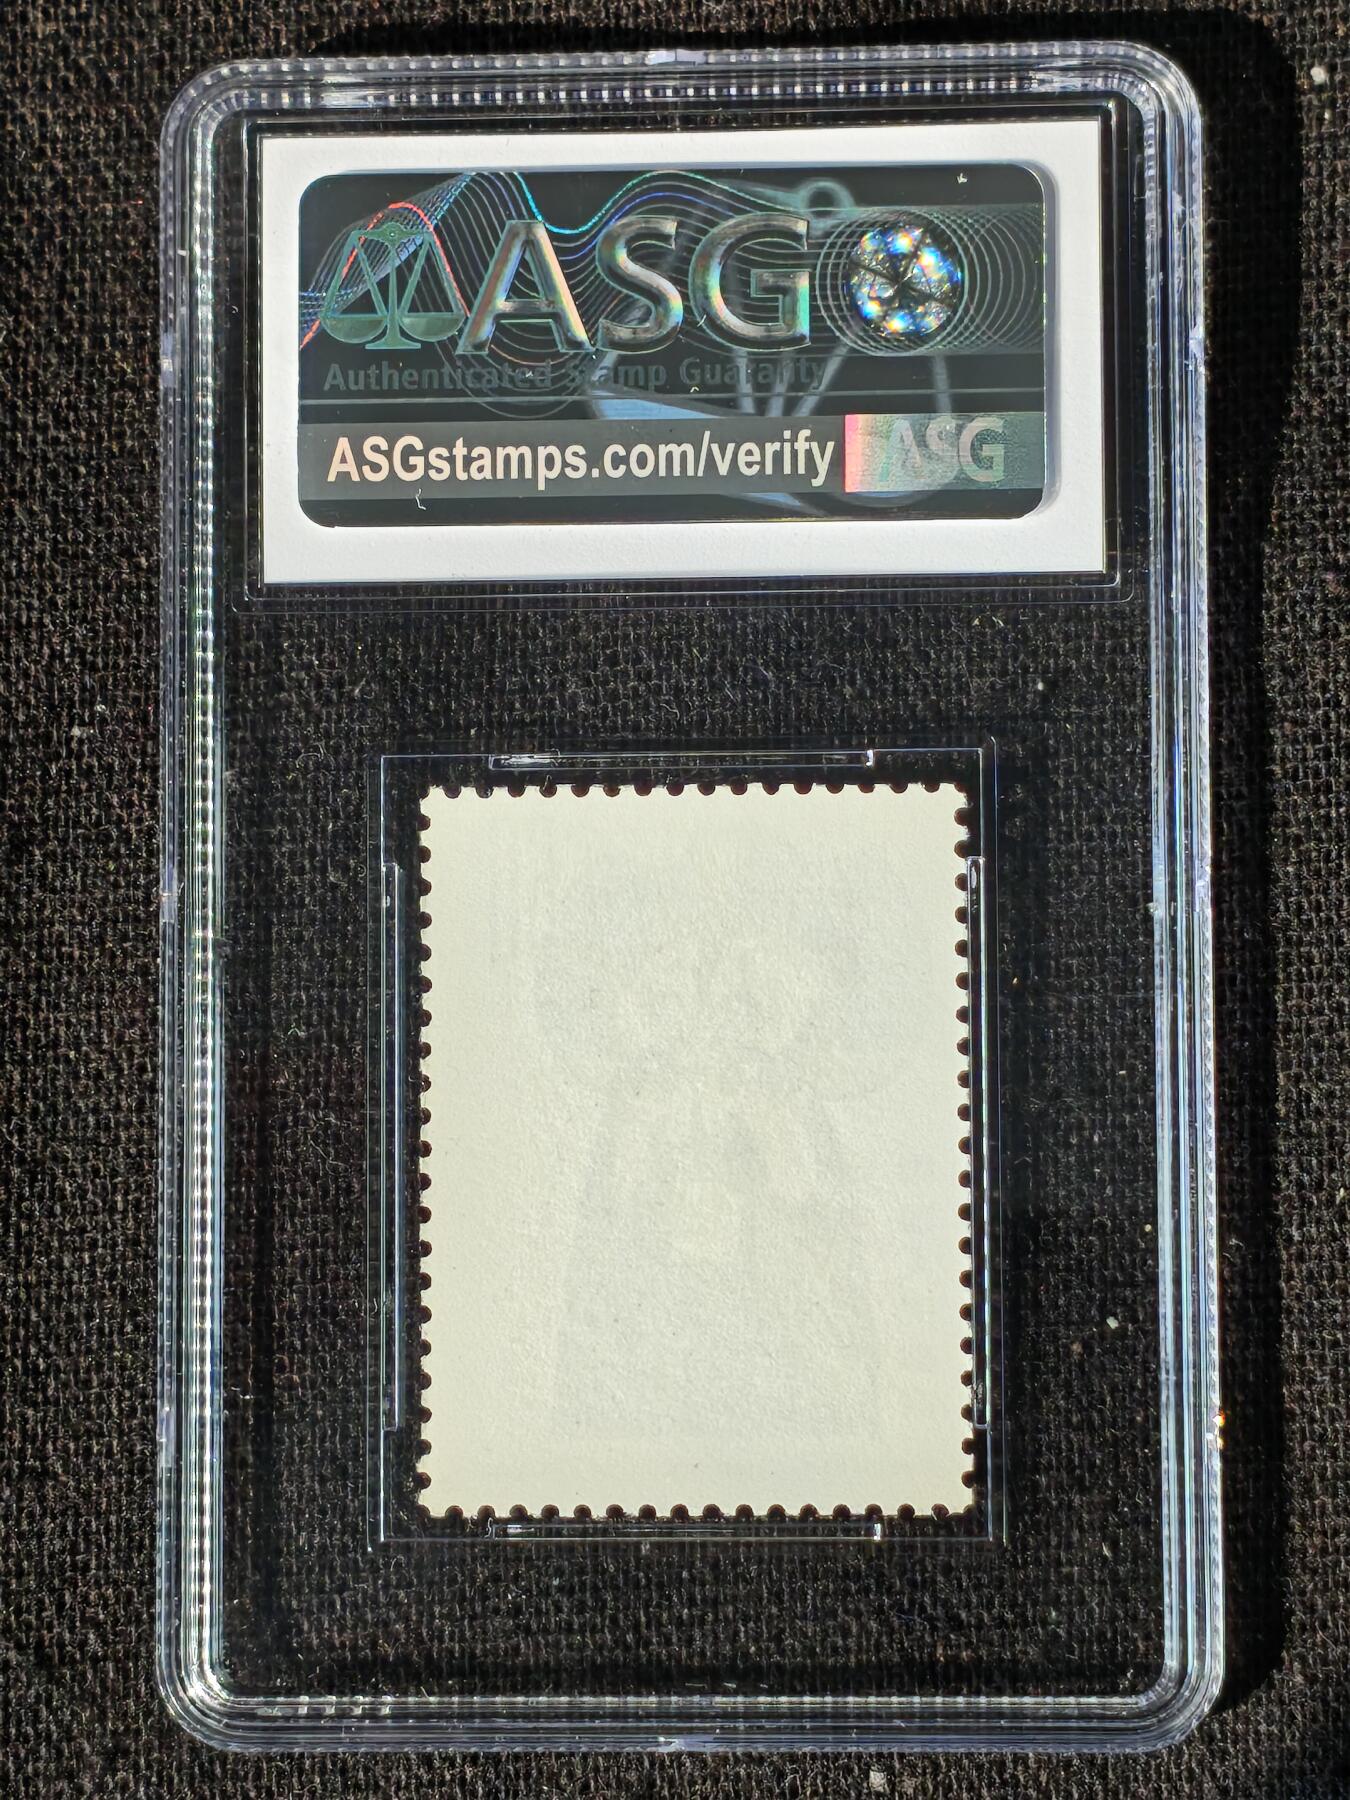 ASG
Authenticated Stamp Guaranty
ASGstamps.com/verify
ASG